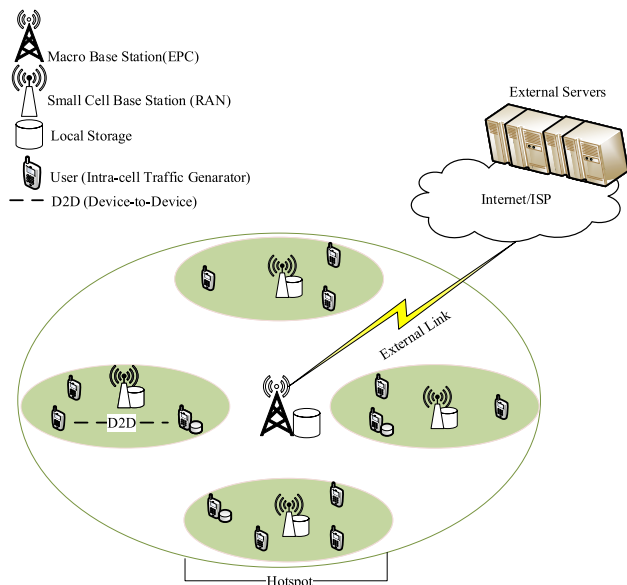 Macro Base Station(EPC)
Small Cell Base Station (RAN)
Local Storage
User (Intra-cell Traffic Genarator)
D2D (Device-to-Device)
External Servers
Internet/ISP
External Link
D2D
Hotspot